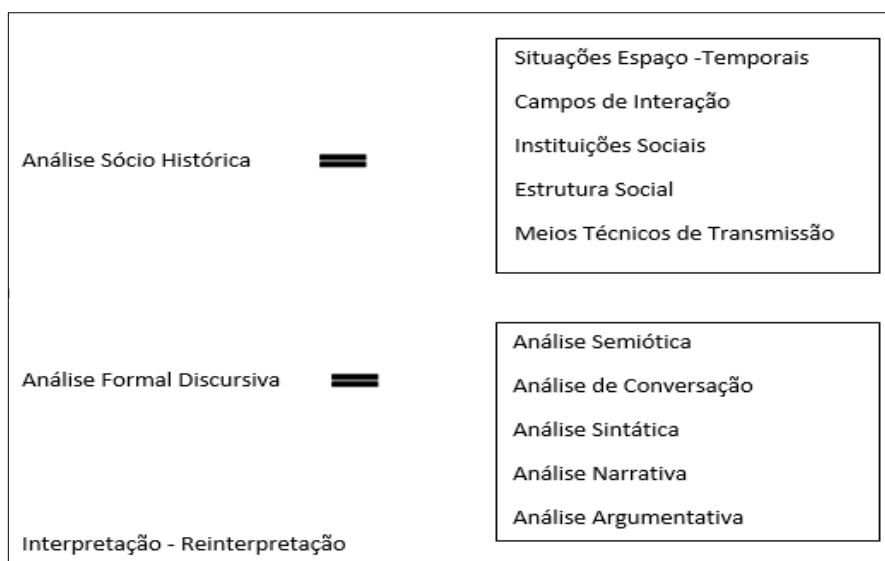 Análise Sócio Histórica
Situações Espaço -Temporais
Campos de Interação
Instituições Sociais
Estrutura Social
Meios Técnicos de Transmissão
Análise Formal Discursiva
Análise Semiótica
Análise de Conversação
Análise Sintática
Análise Narrativa
Análise Argumentativa
Interpretação - Reinterpretação